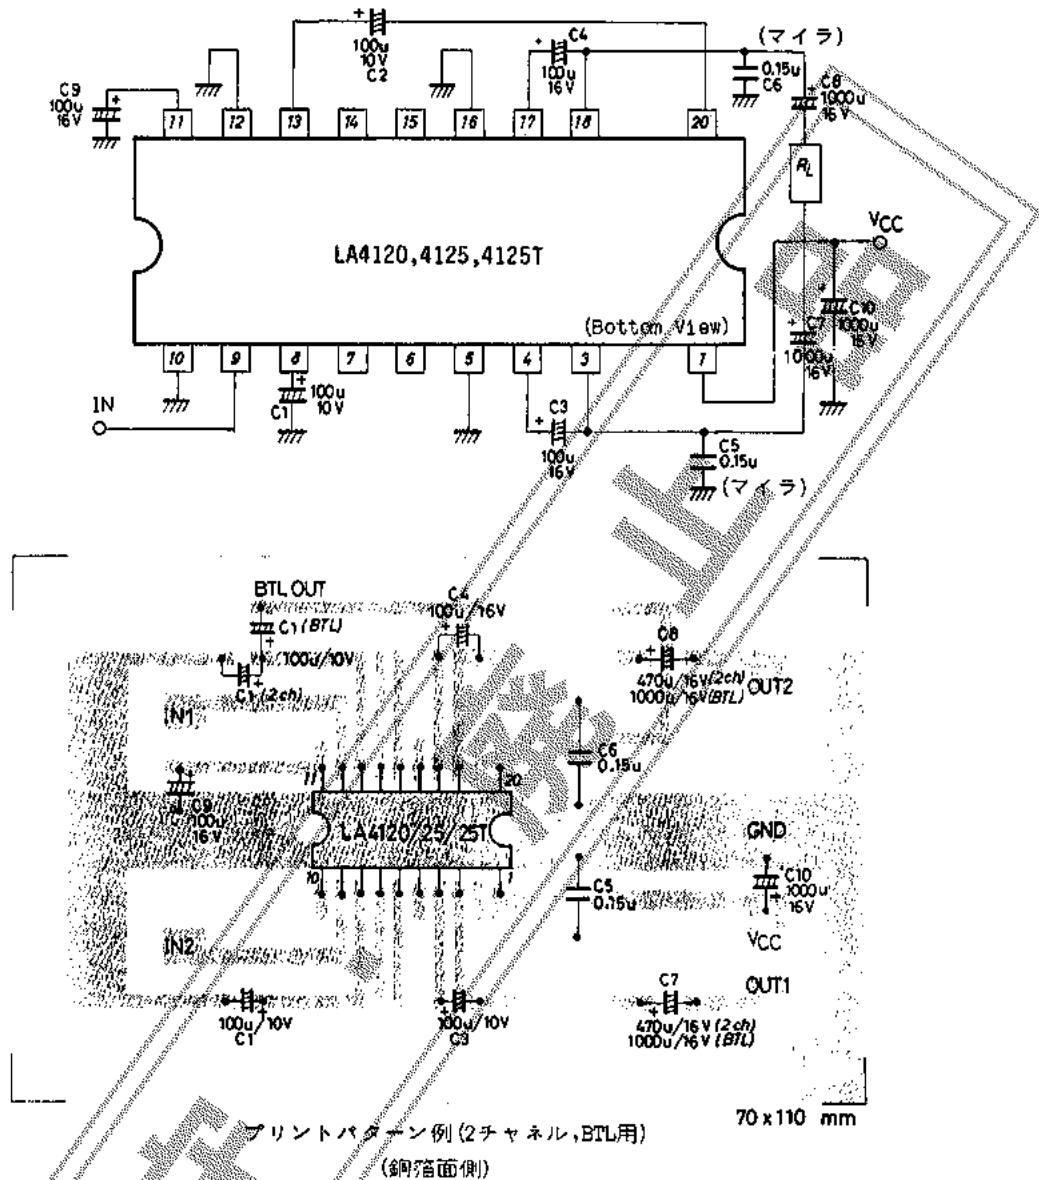 (マイラ)
100u
10V
C2
C4
100u
16V
0.15u
C6
C8
1000u
16V
C9
100u
16V
11
12
13
14
15
16
17
18
20
RL
VCC
LA4120,4125,4125T
(Bottom View)
C10
1000u
16V
C7
1000u
16V
10
9
8
7
6
5
4
3
1
IN
100u
10V
C1
C3
100u
16V
C5
0.15u
(マイラ)
BTL OUT
C1 (BTL)
100u/10V
C1 (2ch)
C4
100u/16V
C8
470u/16V (2ch)
1000u/16V (BTL)
OUT2
IN1
C6
0.15u
11
20
C9
100u
16V
LA4120/25/25T
GND
10
1
C5
0.15u
C10
1000u
16V
VCC
IN2
OUT1
100u/10V
C1
100u/10V
C3
C7
470u/16V (2ch)
1000u/16V (BTL)
70x110 mm
プリントパターン例(2チャネル,BTL用)
(銅箔面側)